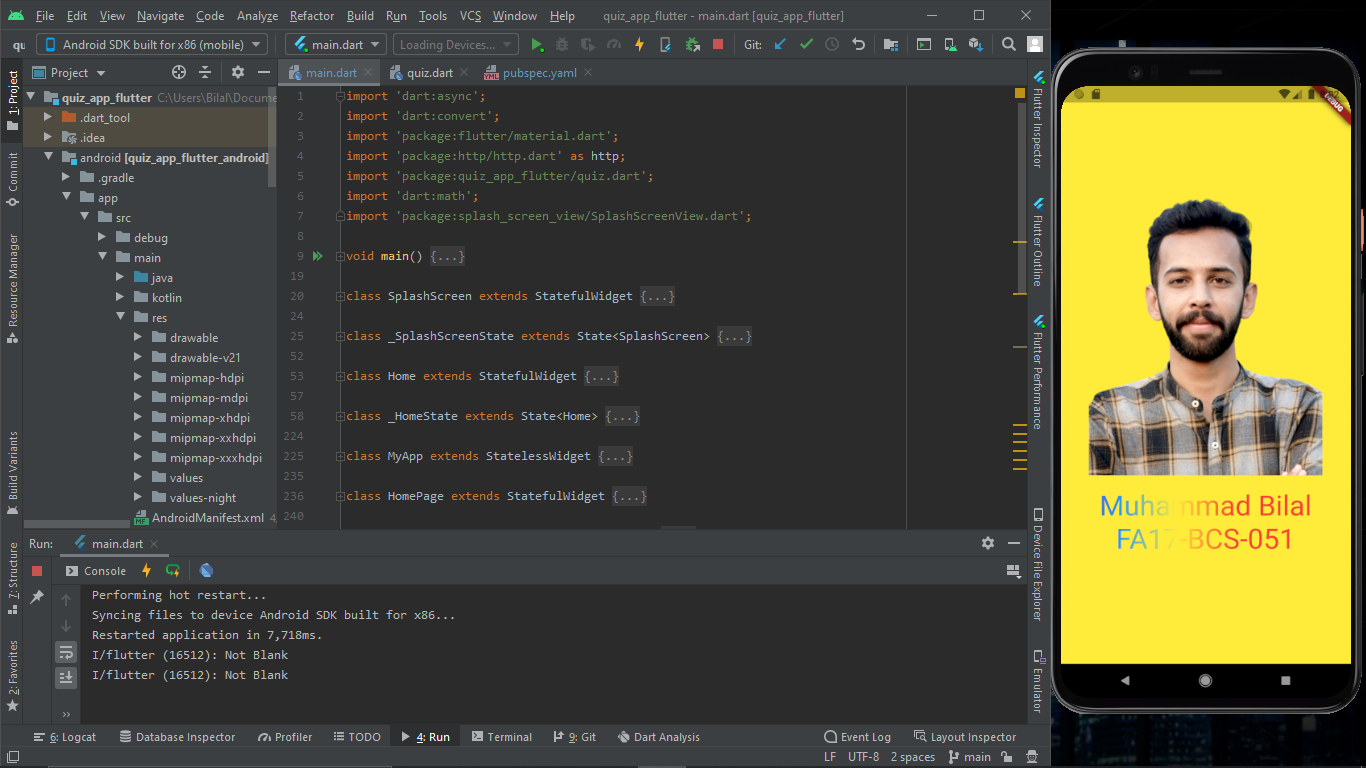 File Edit View Navigate Code Analyze Refactor Build Run Tools VCS Window Help quiz_app_flutter - main.dart [quiz_app_flutter]
qu Android SDK built for x86 (mobile) main.dart Loading Devices... Git:
Project
main.dart quiz.dart pubspec.yaml
1: Project
Commit
Resource Manager
Build Variants
7: Structure
2: Favorites
quiz_app_flutter C:\Users\Bilal\Docume
.dart_tool
.idea
android [quiz_app_flutter_android]
.gradle
app
src
debug
main
java
kotlin
res
drawable
drawable-v21
mipmap-hdpi
mipmap-mdpi
mipmap-xhdpi
mipmap-xxhdpi
mipmap-xxxhdpi
values
values-night
AndroidManifest.xml 4
1 import 'dart:async';
2 import 'dart:convert';
3 import 'package:flutter/material.dart';
4 import 'package:http/http.dart' as http;
5 import 'package:quiz_app_flutter/quiz.dart';
6 import 'dart:math';
7 import 'package:splash_screen_view/SplashScreenView.dart';
8
9 void main() {...}
19
20 class SplashScreen extends StatefulWidget {...}
24
25 class _SplashScreenState extends State<SplashScreen> {...}
52
53 class Home extends StatefulWidget {...}
57
58 class _HomeState extends State<Home> {...}
224
225 class MyApp extends StatelessWidget {...}
235
236 class HomePage extends StatefulWidget {...}
240
Flutter Inspector
Flutter Outline
Flutter Performance
Device File Explorer
Emulator
Run: main.dart
Console
Performing hot restart...
Syncing files to device Android SDK built for x86...
Restarted application in 7,718ms.
I/flutter (16512): Not Blank
I/flutter (16512): Not Blank
6: Logcat Database Inspector Profiler TODO 4: Run Terminal 9: Git Dart Analysis Event Log Layout Inspector
LF UTF-8 2 spaces main
DEBUG
Muhammad Bilal
FA17-BCS-051